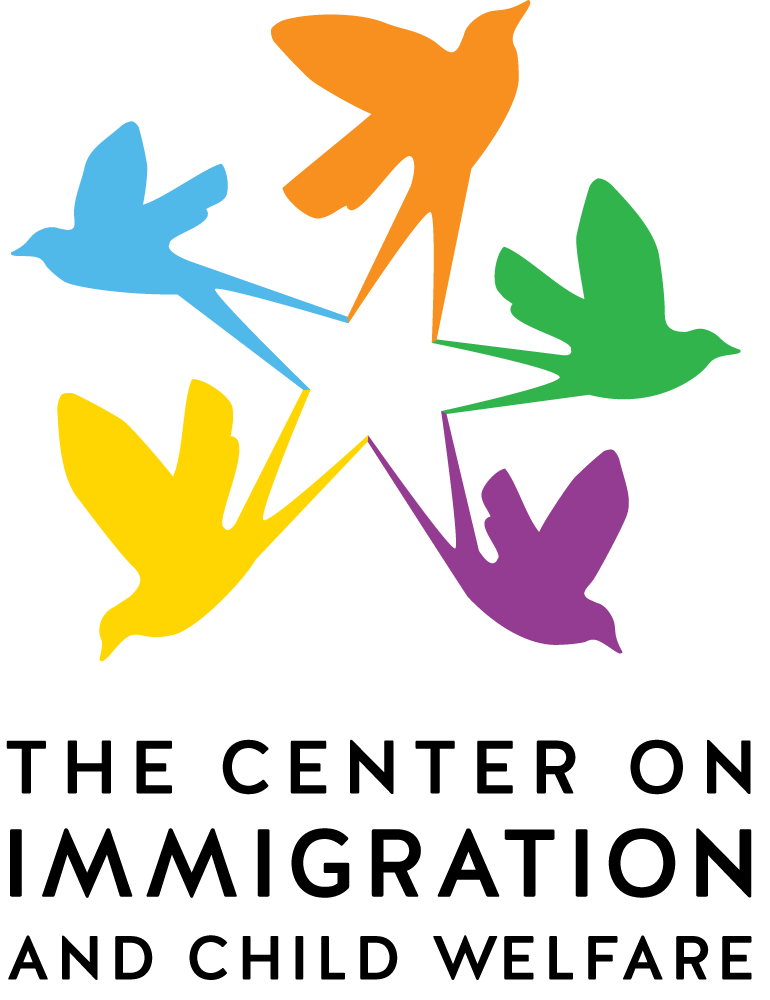 THE CENTER ON
IMMIGRATION
AND CHILD WELFARE